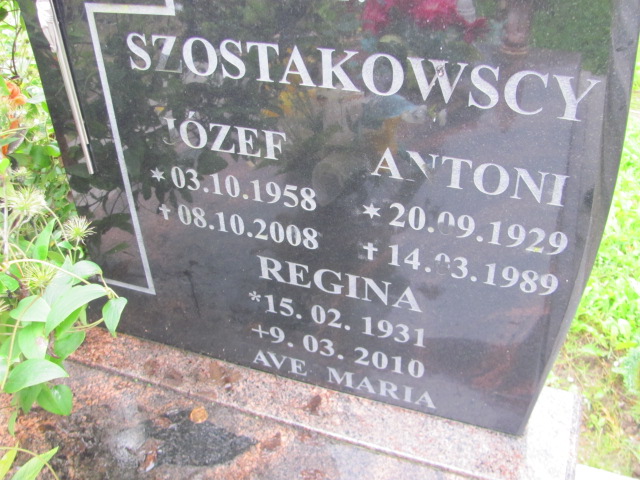 SZOSTAKOWSCY
JÓZEF
* 03.10.1958
✝ 08.10.2008
ANTONI
* 20.09.1929
✝ 14.03.1989
REGINA
*15. 02. 1931
+9. 03. 2010
AVE MARIA